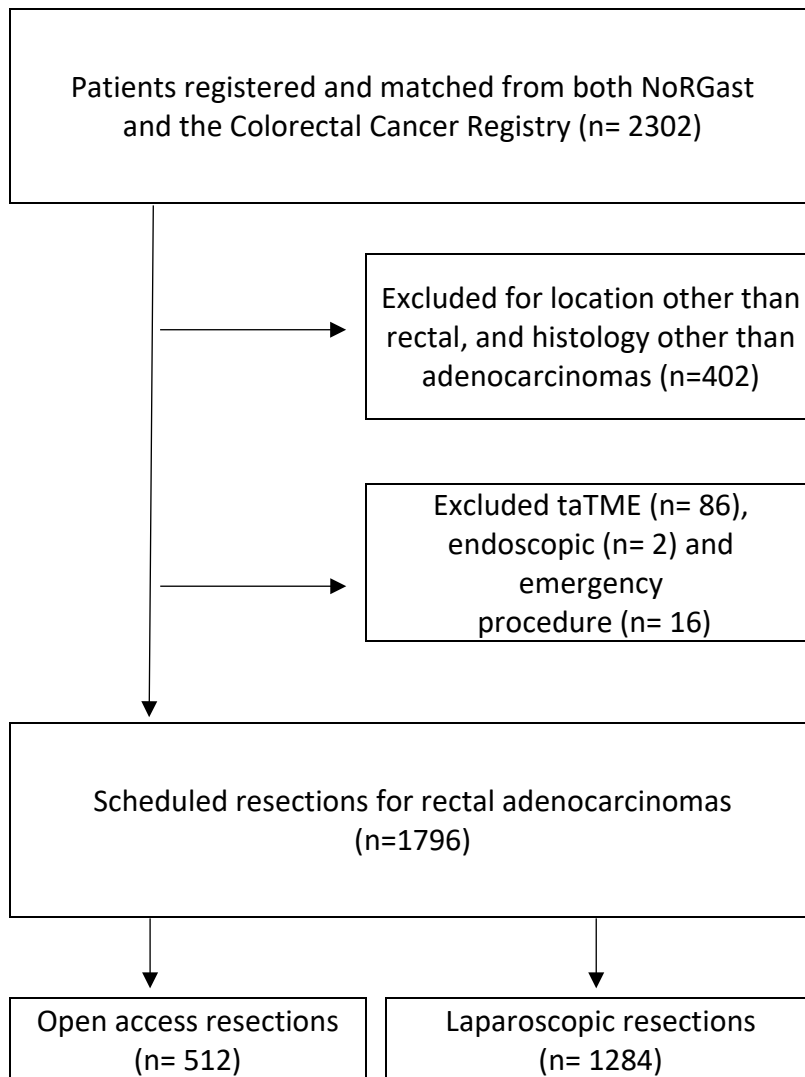 Patients registered and matched from both NoRGast
and the Colorectal Cancer Registry (n= 2302)
Excluded for location other than
rectal, and histology other than
adenocarcinomas (n=402)
Excluded taTME (n= 86),
endoscopic (n= 2) and
emergency
procedure (n= 16)
Scheduled resections for rectal adenocarcinomas
(n=1796)
Open access resections
(n= 512)
Laparoscopic resections
(n= 1284)